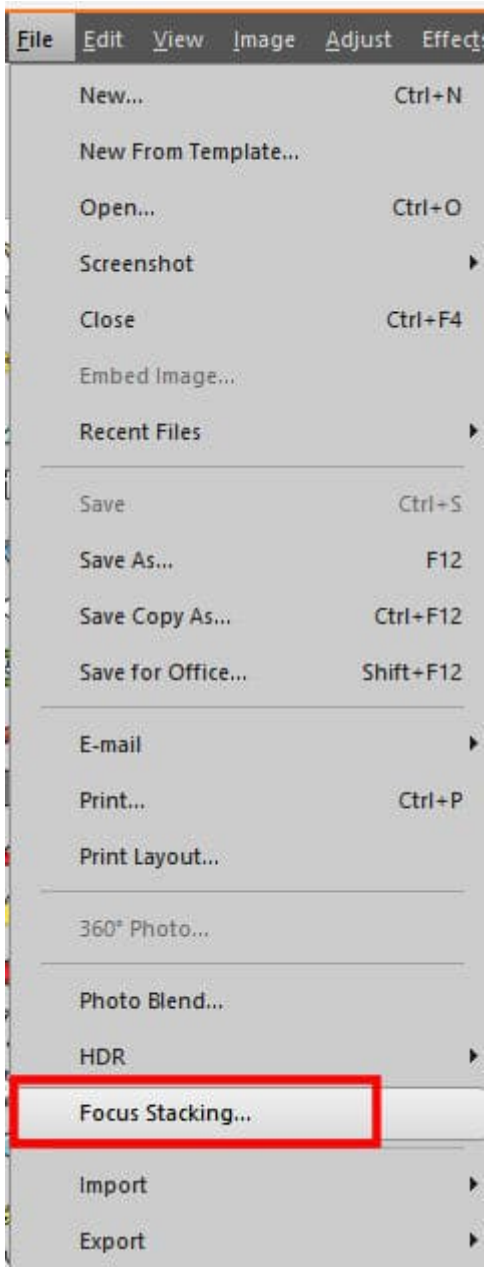 File Edit View Image Adjust Effects
New... Ctrl+N
New From Template...
Open... Ctrl+O
Screenshot
Close Ctrl+F4
Embed Image...
Recent Files
Save Ctrl+S
Save As... F12
Save Copy As... Ctrl+F12
Save for Office... Shift+F12
E-mail
Print... Ctrl+P
Print Layout...
360° Photo...
Photo Blend...
HDR
Focus Stacking...
Import
Export